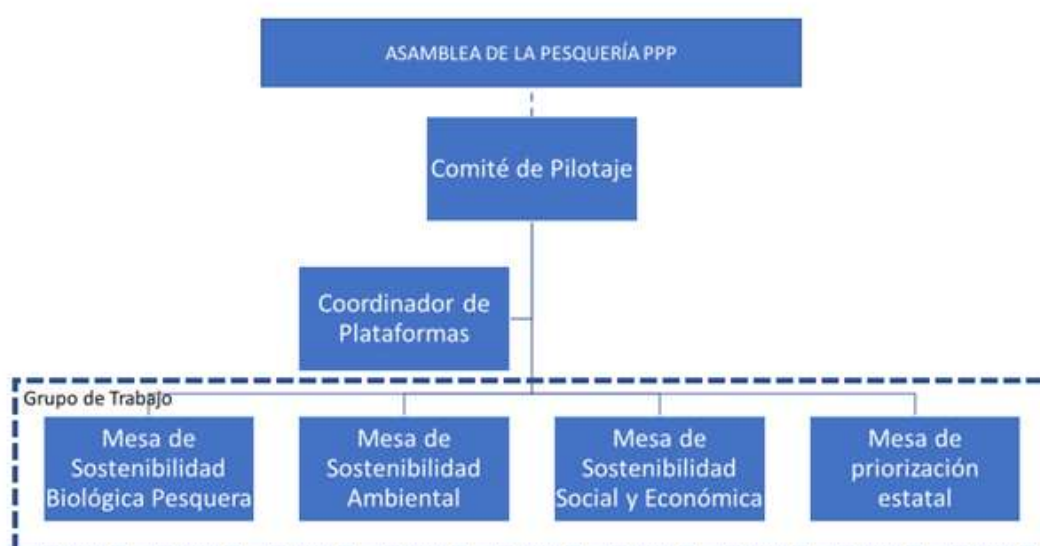 ASAMBLEA DE LA PESQUERÍA PPP
Comité de Pilotaje
Coordinador de
Plataformas
Grupo de Trabajo
Mesa de
Sostenibilidad
Biológica Pesquera
Mesa de
Sostenibilidad
Ambiental
Mesa de
Sostenibilidad
Social y Económica
Mesa de
priorización
estatal